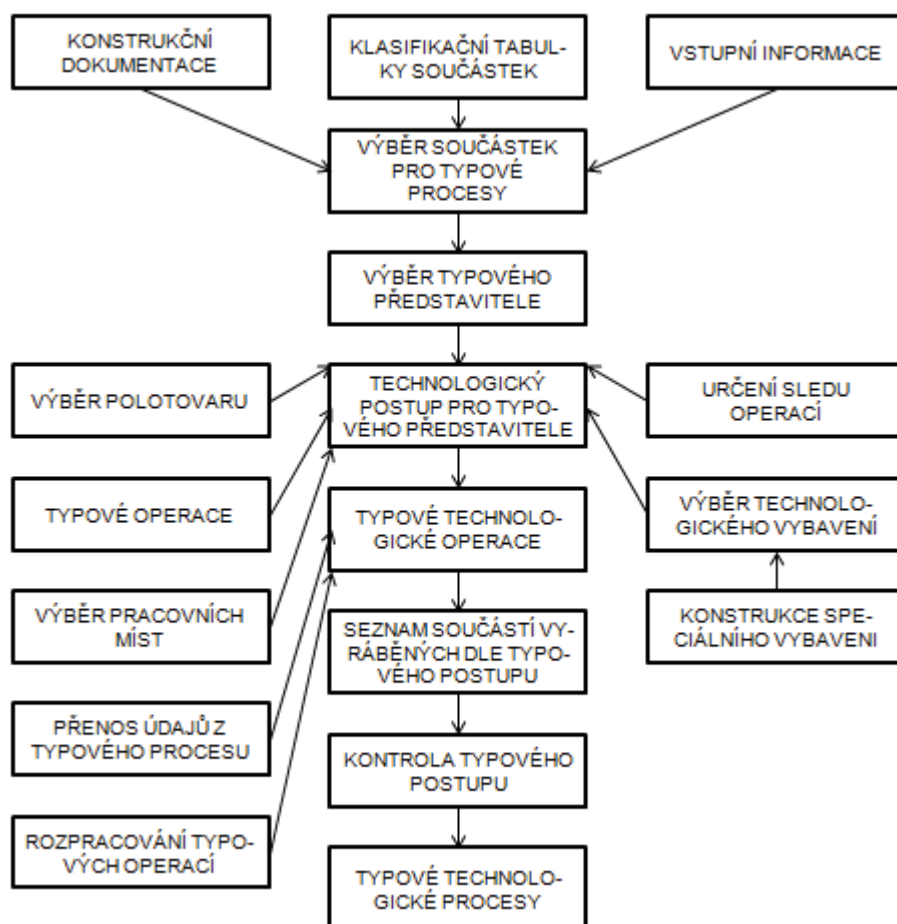 KONSTRUKČNÍ
DOKUMENTACE
KLASIFIKAČNÍ TABUL-
KY SOUČÁSTEK
VSTUPNÍ INFORMACE
VÝBĚR SOUČÁSTEK
PRO TYPOVÉ
PROCESY
VÝBĚR TYPOVÉHO
PŘEDSTAVITELE
VÝBĚR POLOTOVARU
TECHNOLOGICKÝ
POSTUP PRO TYPO-
VÉHO PŘEDSTAVITELE
URČENÍ SLEDU
OPERACÍ
TYPOVÉ OPERACE
TYPOVÉ TECHNOLO-
GICKÉ OPERACE
VÝBĚR TECHNOLO-
GICKÉHO VYBAVENÍ
VÝBĚR PRACOVNÍCH
MÍST
SEZNAM SOUČÁSTÍ VY-
RÁBĚNÝCH DLE TYPO-
VÉHO POSTUPU
KONSTRUKCE SPE-
CIÁLNÍHO VYBAVENI
PŘENOS ÚDAJŮ Z
TYPOVÉHO PROCESU
KONTROLA TYPOVÉHO
POSTUPU
ROZPRACOVÁNÍ TYPO-
VÝCH OPERACÍ
TYPOVÉ TECHNOLO-
GICKÉ PROCESY